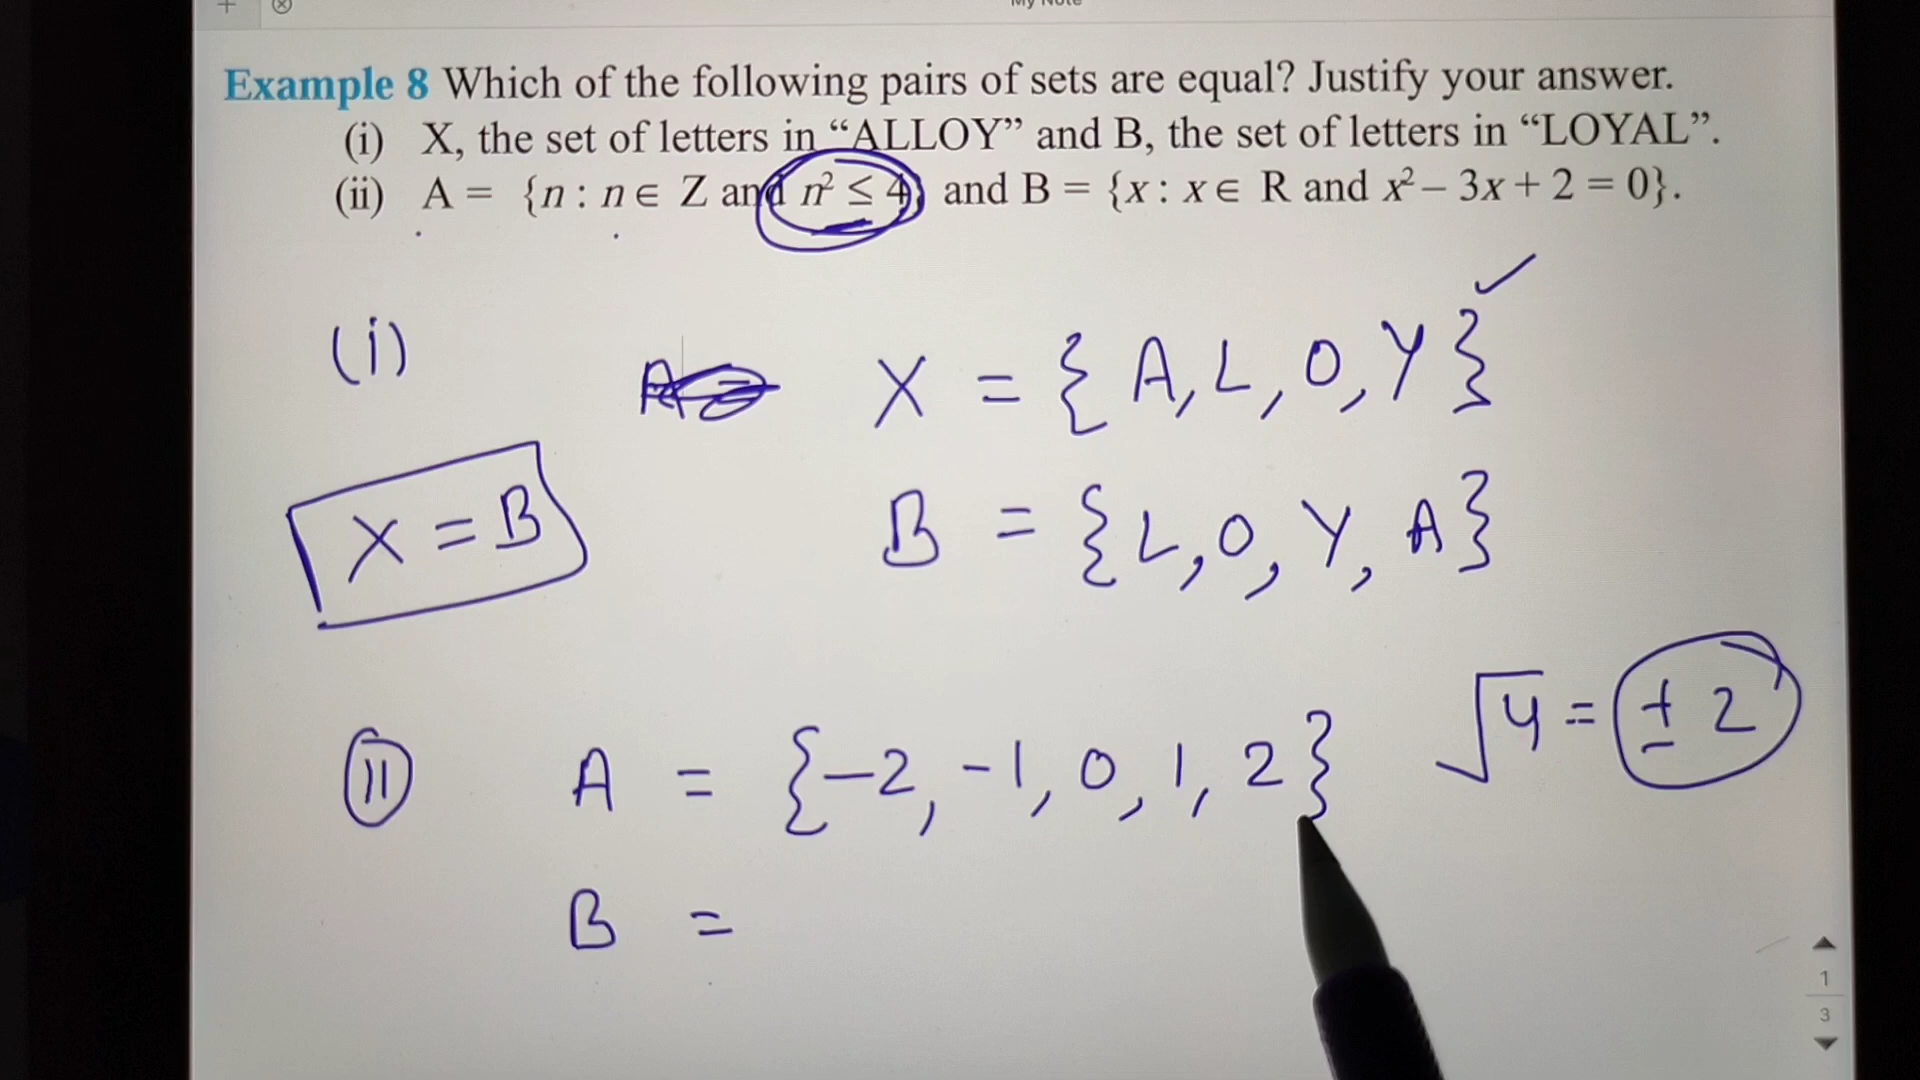 My Note
Example 8 Which of the following pairs of sets are equal? Justify your answer.
(i) X, the set of letters in “ALLOY” and B, the set of letters in “LOYAL”.
(ii) A = {n : n ∈ Z and n² ≤ 4} and B = {x : x ∈ R and x² – 3x + 2 = 0}.
(i) X = {A, L, O, Y}
X = B
B = {L, O, Y, A}
(ii) A = {-2, -1, 0, 1, 2}
√4 = ± 2
B =
1
3